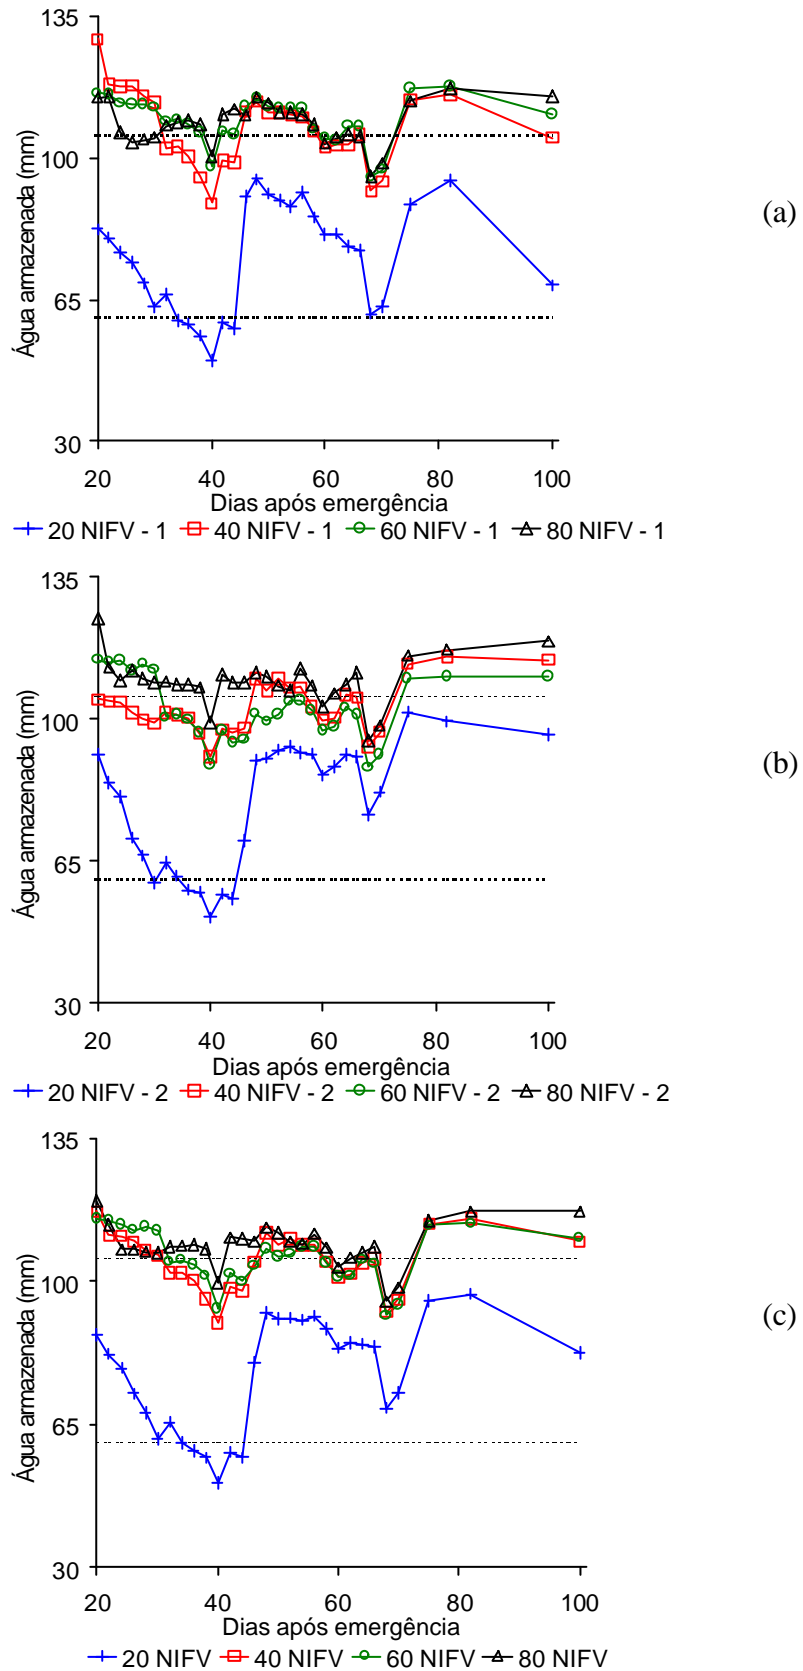 135
100
65
30
Água armazenada (mm)
20 40 60 80 100
Dias após emergência
20 NIFV - 1 40 NIFV - 1 60 NIFV - 1 80 NIFV - 1
(a)
135
100
65
30
Água armazenada (mm)
20 40 60 80 100
Dias após emergência
20 NIFV - 2 40 NIFV - 2 60 NIFV - 2 80 NIFV - 2
(b)
135
100
65
30
Água armazenada (mm)
20 40 60 80 100
Dias após emergência
20 NIFV 40 NIFV 60 NIFV 80 NIFV
(c)